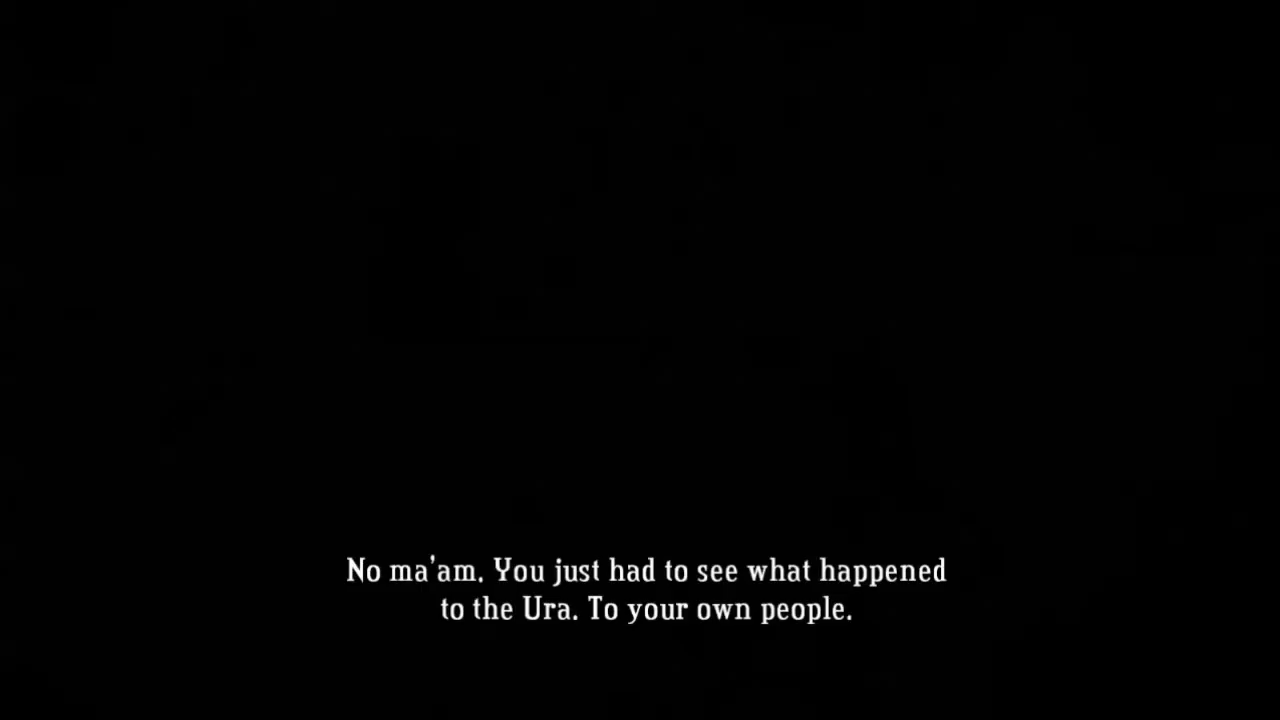 No ma'am. You just had to see what happened
to the Ura. To your own people.